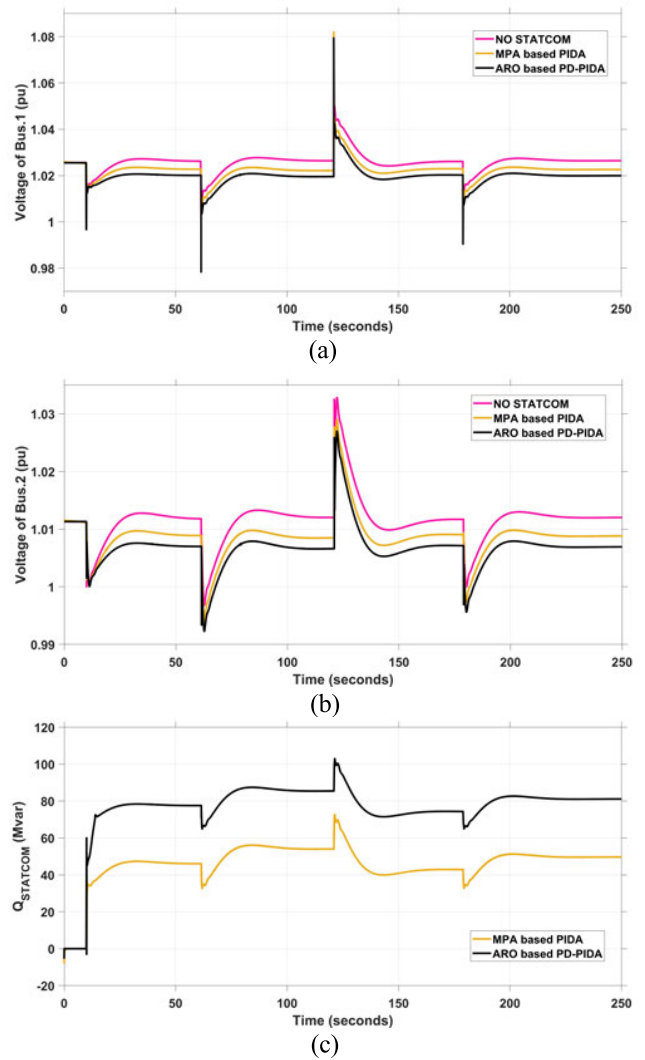 1.08
1.06
1.04
1.02
1
0.98
Voltage of Bus.1 (pu)
NO STATCOM
MPA based PIDA
ARO based PD-PIDA
0 50 100 150 200 250
Time (seconds)
(a)
1.03
1.02
1.01
1
0.99
Voltage of Bus.2 (pu)
NO STATCOM
MPA based PIDA
ARO based PD-PIDA
0 50 100 150 200 250
Time (seconds)
(b)
120
100
80
60
40
20
0
-20
Q_STATCOM (Mvar)
MPA based PIDA
ARO based PD-PIDA
0 50 100 150 200 250
Time (seconds)
(c)